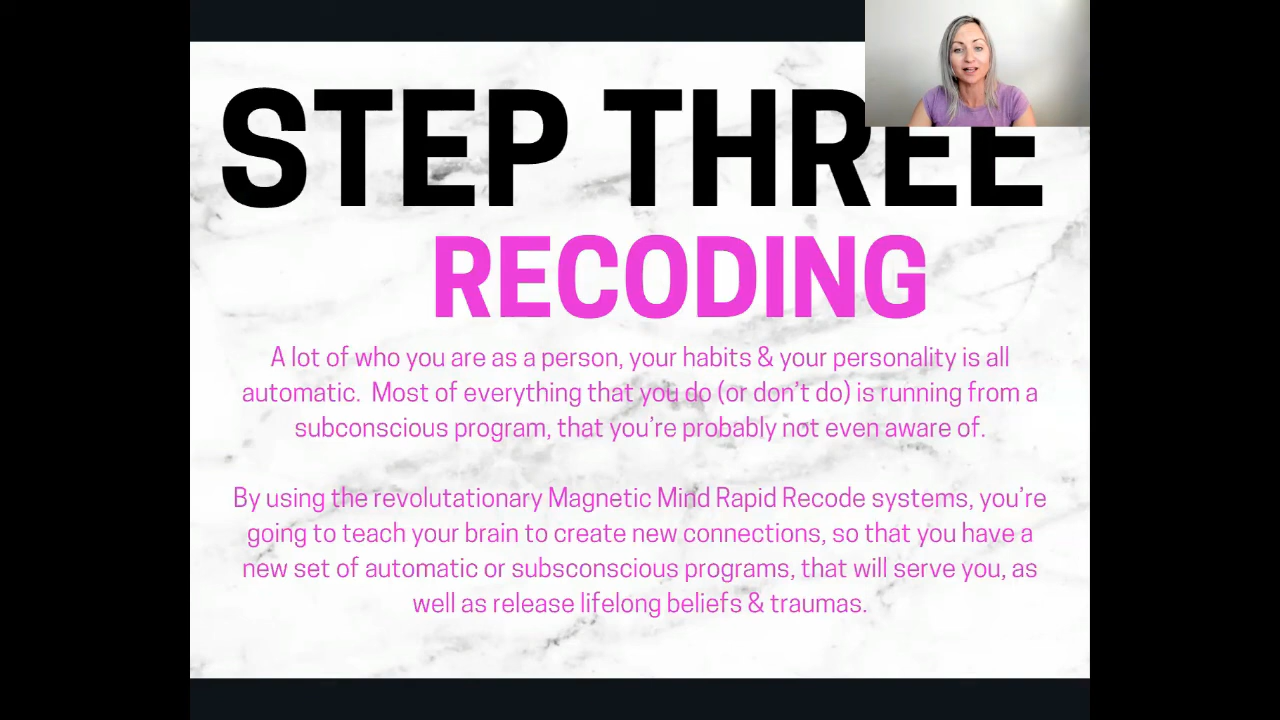 STEP THREE
RECODING
A lot of who you are as a person, your habits & your personality is all
automatic.  Most of everything that you do (or don't do) is running from a
subconscious program, that you're probably not even aware of.
By using the revolutationary Magnetic Mind Rapid Recode systems, you're
going to teach your brain to create new connections, so that you have a
new set of automatic or subsconscious programs, that will serve you, as
well as release lifelong beliefs & traumas.